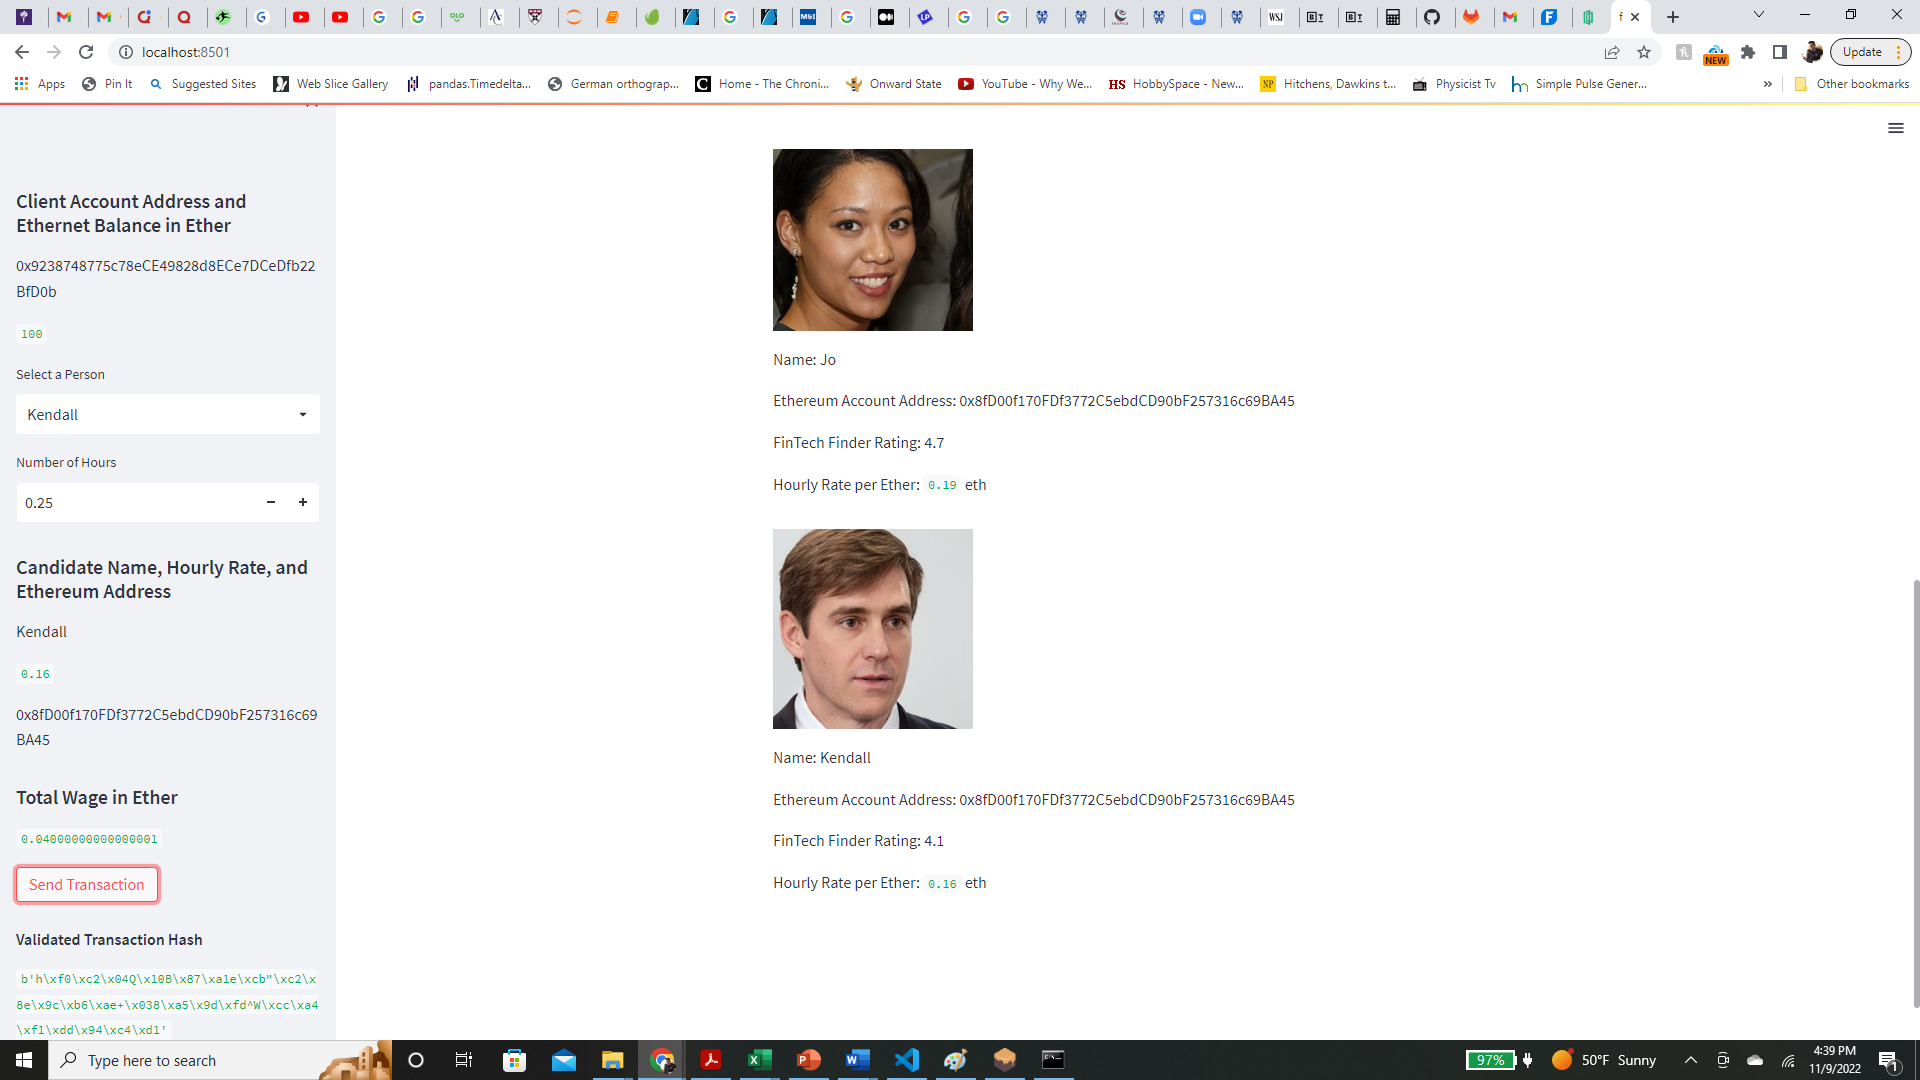 localhost:8501
Update
Apps
Pin It
Suggested Sites
Web Slice Gallery
pandas.Timedelta...
German orthograp...
Home - The Chroni...
Onward State
YouTube - Why We...
HobbySpace - New...
Hitchens, Dawkins t...
Physicist Tv
Simple Pulse Gener...
»
Other bookmarks
NEW
Client Account Address and
Ethernet Balance in Ether
0x9238748775c78eCE49828d8ECe7DCeDfb22
BfD0b
100
Select a Person
Kendall
Number of Hours
0.25
Candidate Name, Hourly Rate, and
Ethereum Address
Kendall
0.16
0x8fD00f170FDf3772C5ebdCD90bF257316c69
BA45
Total Wage in Ether
0.04000000000000001
Send Transaction
Validated Transaction Hash
b'h\xf0\xc2\x04Q\x10B\x87\xa1e\xcb"\xc2\x
8e\x9c\xb6\xae+\x038\xa5\x9d\xfd^W\xcc\xa4
\xf1\xdd\x94\xc4\xd1'
Name: Jo
Ethereum Account Address: 0x8fD00f170FDf3772C5ebdCD90bF257316c69BA45
FinTech Finder Rating: 4.7
Hourly Rate per Ether: 0.19 eth
Name: Kendall
Ethereum Account Address: 0x8fD00f170FDf3772C5ebdCD90bF257316c69BA45
FinTech Finder Rating: 4.1
Hourly Rate per Ether: 0.16 eth
Type here to search
97%
50°F Sunny
4:39 PM
11/9/2022
1